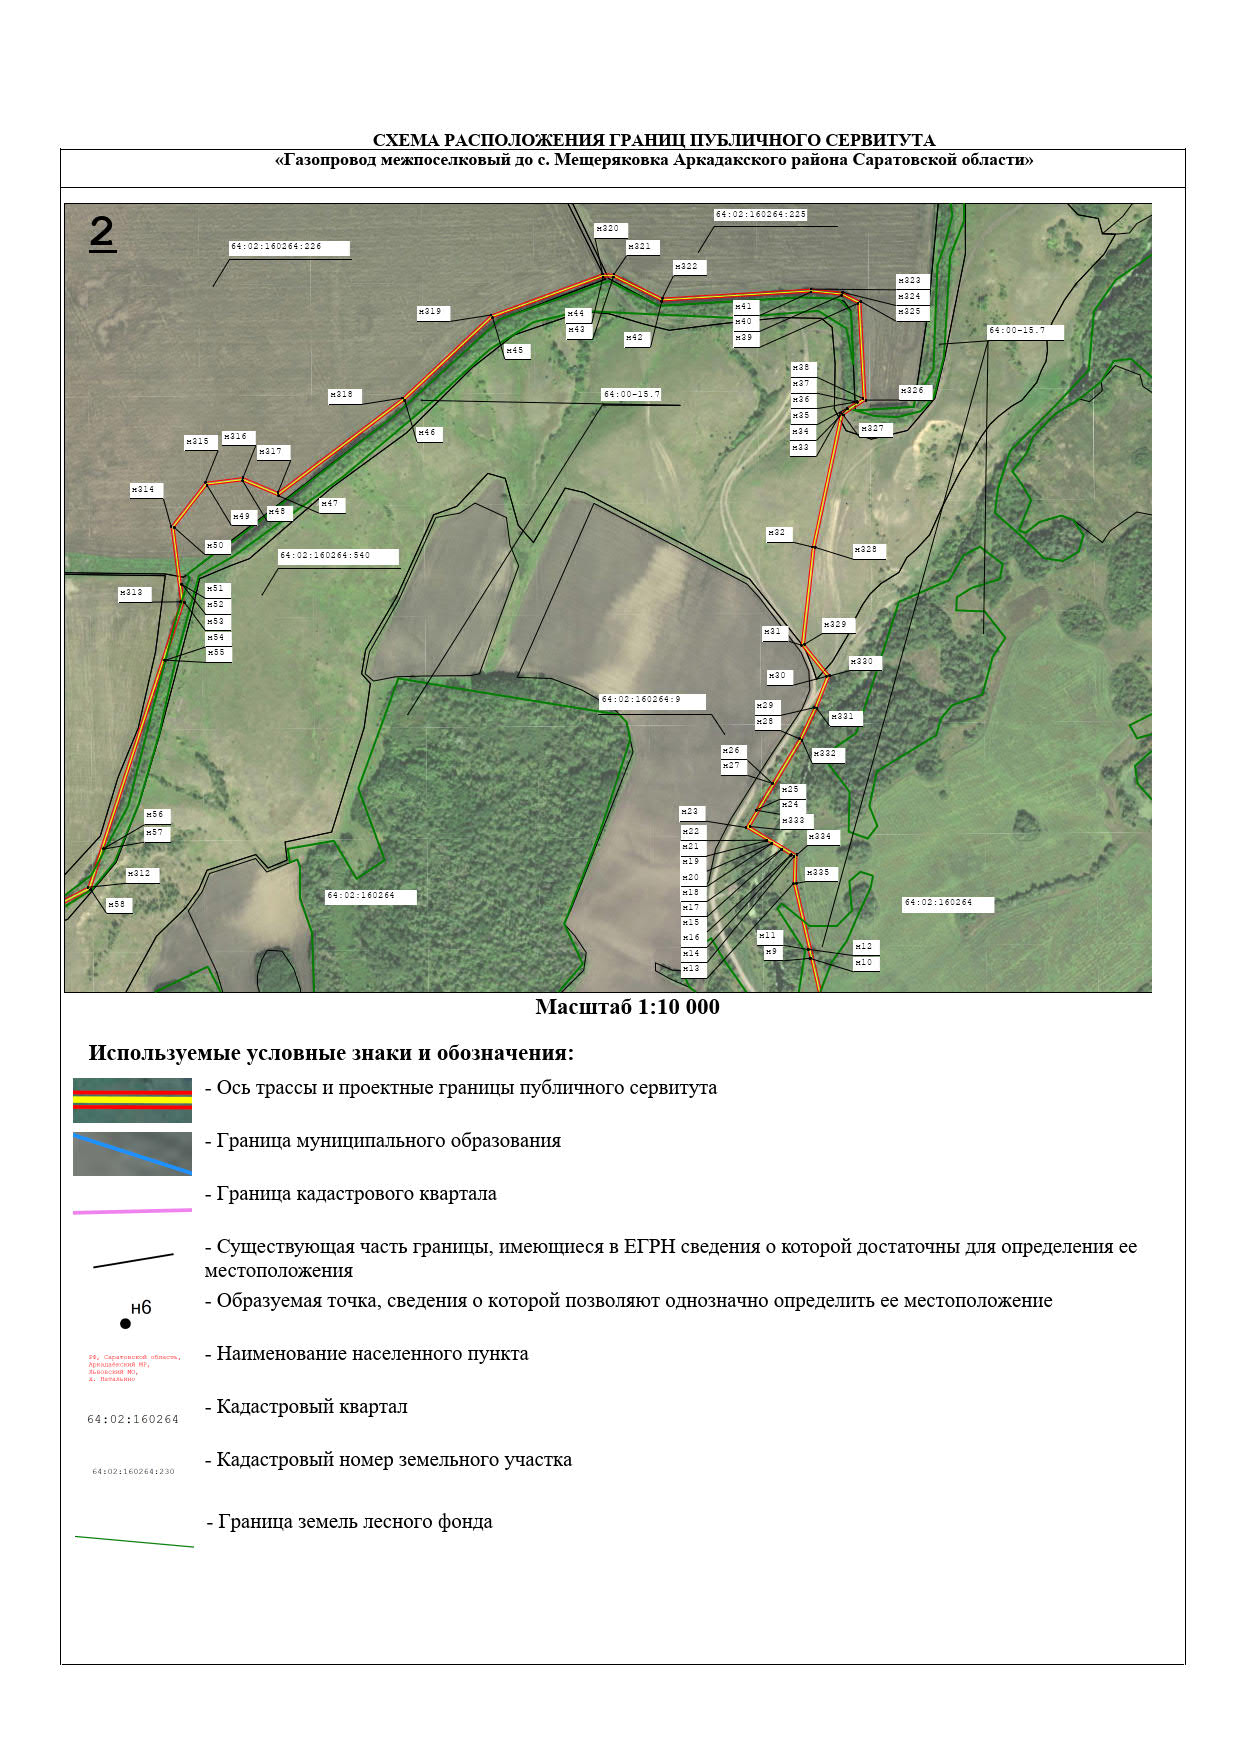 СХЕМА РАСПОЛОЖЕНИЯ ГРАНИЦ ПУБЛИЧНОГО СЕРВИТУТА
«Газопровод межпоселковый до с. Мещеряковка Аркадакского района Саратовской области»
2
64:02:160264:226
64:02:160264:225
н320
н321
н322
н323
н324
н325
н41
н40
н39
н319
н44
н43
н42
н45
64:00-15.7
н38
н37
н36
н35
н34
н33
н326
н327
н318
64:00-15.7
н46
н315
н316
н317
н314
н47
н48
н49
н50
н32
н328
64:02:160264:540
н313
н51
н52
н53
н54
н55
н31
н329
н30
н330
64:02:160264:9
н29
н28
н331
н26
н27
н332
н25
н24
н23
н333
н22
н21
н19
н20
н18
н17
н15
н16
н14
н13
н334
н335
н56
н57
н312
н58
64:02:160264
64:02:160264
н11
н9
н12
н10
Масштаб 1:10 000
Используемые условные знаки и обозначения:
- Ось трассы и проектные границы публичного сервитута
- Граница муниципального образования
- Граница кадастрового квартала
- Существующая часть границы, имеющиеся в ЕГРН сведения о которой достаточны для определения ее
местоположения
н6
- Образуемая точка, сведения о которой позволяют однозначно определить ее местоположение
РФ, Саратовской область,
Аркадакский МР,
МО,
д.
- Наименование населенного пункта
64:02:160264
- Кадастровый квартал
64:02:160264:230
- Кадастровый номер земельного участка
- Граница земель лесного фонда